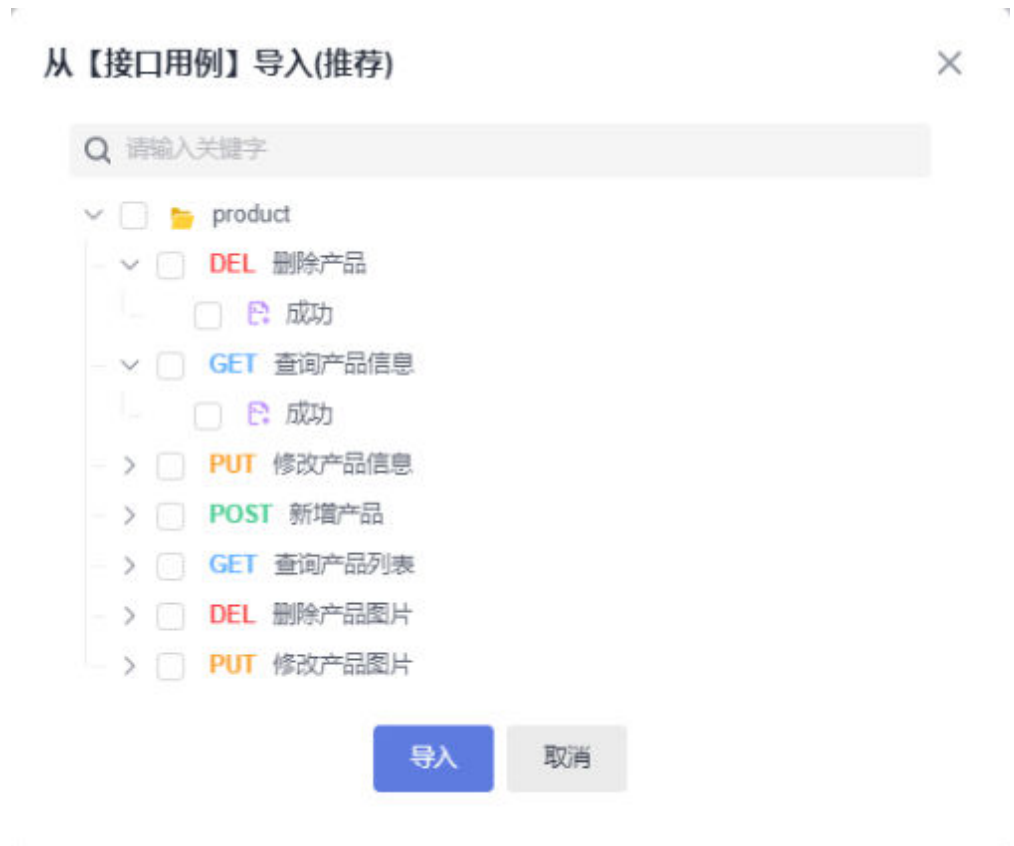 从【接口用例】导入(推荐)
请输入关键字
product
DEL 删除产品
成功
GET 查询产品信息
成功
PUT 修改产品信息
POST 新增产品
GET 查询产品列表
DEL 删除产品图片
PUT 修改产品图片
导入 取消